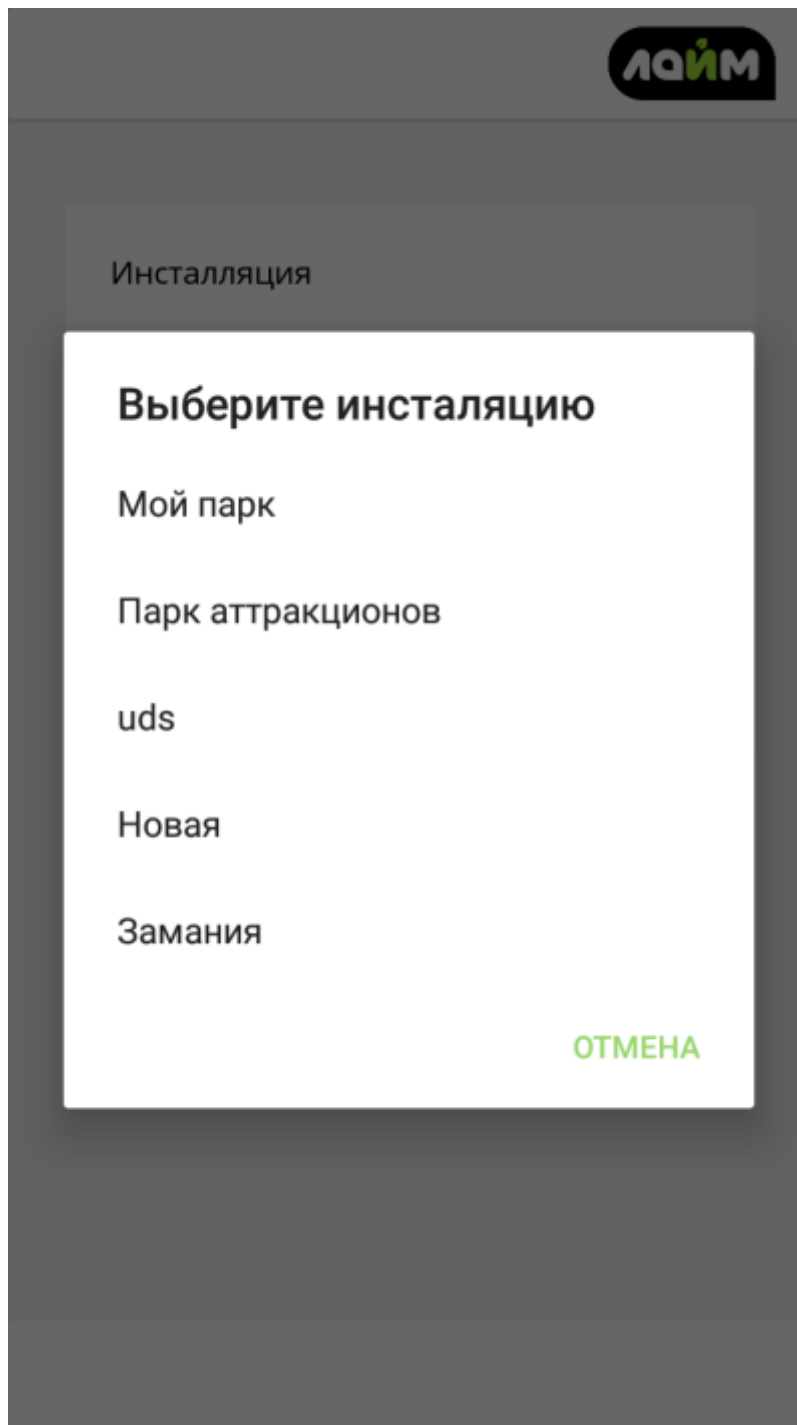 лайм
Инсталляция
Выберите инсталяцию
Мой парк
Парк аттракционов
uds
Новая
Замания
ОТМЕНА